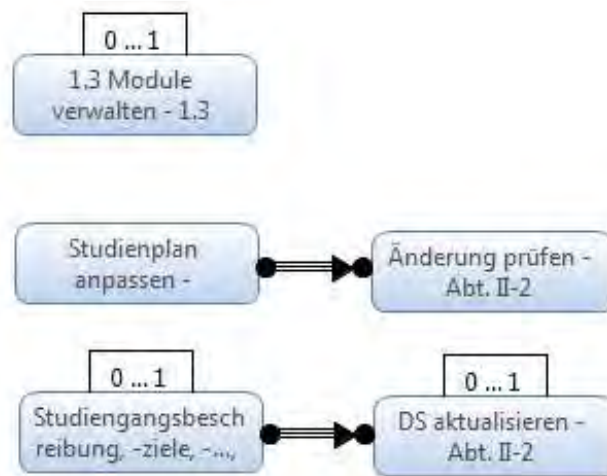 0 ... 1
1.3 Module
verwalten - 1.3
Studienplan
anpassen -
Änderung prüfen -
Abt. II-2
0 ... 1
Studiengangsbesch
reibung, -ziele, -...,
0 ... 1
DS aktualisieren -
Abt. II-2